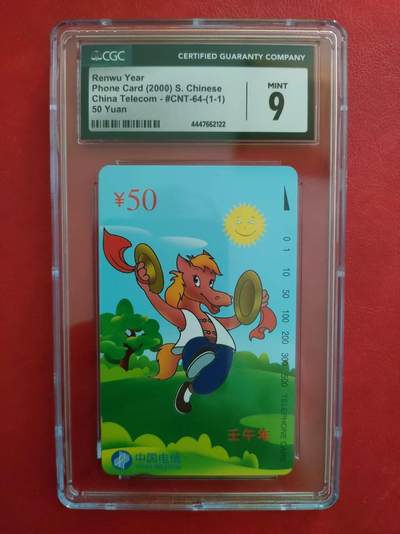 CGC
CERTIFIED GUARANTY COMPANY
Renwu Year
Phone Card (2000) S. Chinese
China Telecom - #CNT-64-(1-1)
50 Yuan
MINT
9
4447662122
¥50
0 1 10 50 100 200 300 500 TELEPHONE CARD
壬午年
中国电信